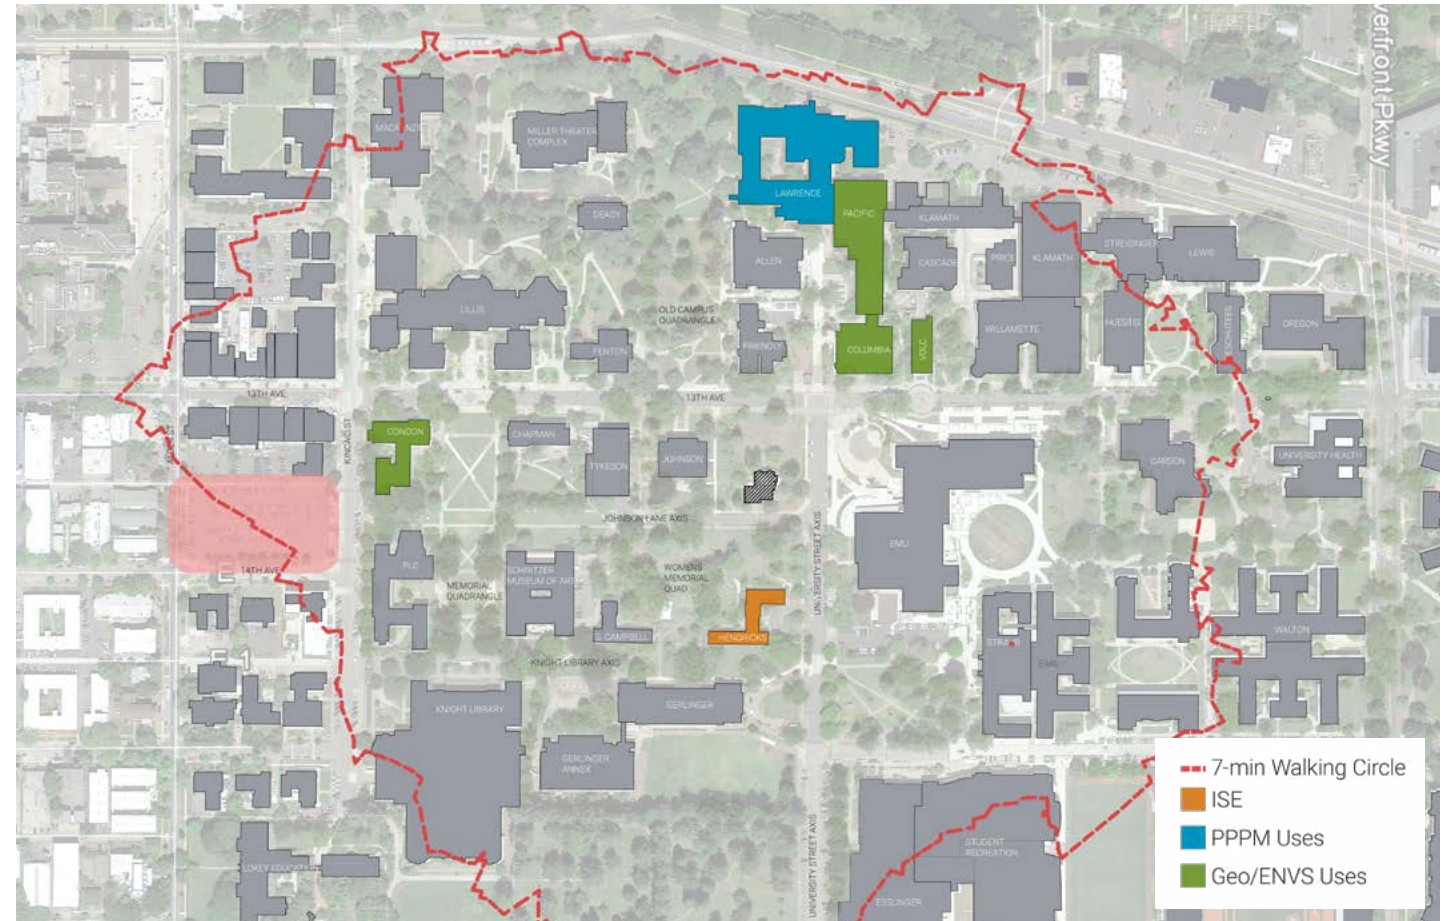 verfront Pkwy
MILLER THEATER
COMPLEX
LAWRENCE
DEADY
PACIFIC
KLAMATH
ALLEN
CASCADE
PRICE
KLAMATH
STREISINGER
LEWIS
LILLIS
OLD CAMPUS
QUADRANGLE
FENTON
FRIENDLY
COLUMBIA
VOLC
WILLAMETTE
HUESTIS
OREGON
13TH AVE
13TH AVE
KINCAID ST
CONDON
CHAPMAN
TYKESON
JOHNSON
CARSON
UNIVERSITY HEALTH
JOHNSON LANE AXIS
UNIVERSITY STREET AXIS
EMU
14TH AVE
PLC
MEMORIAL
QUADRANGLE
SCHNITZER
MUSEUM OF ART
WOMENS
MEMORIAL
QUAD
S. CAMPBELL
HENDRICKS
WALTON
KNIGHT LIBRARY AXIS
KNIGHT LIBRARY
GERLINGER
GERLINGER
ANNEX
STUDENT
RECREATION
ESSLINGER
UNIVERSITY STREET AXIS
7-min Walking Circle
ISE
PPPM Uses
Geo/ENVS Uses